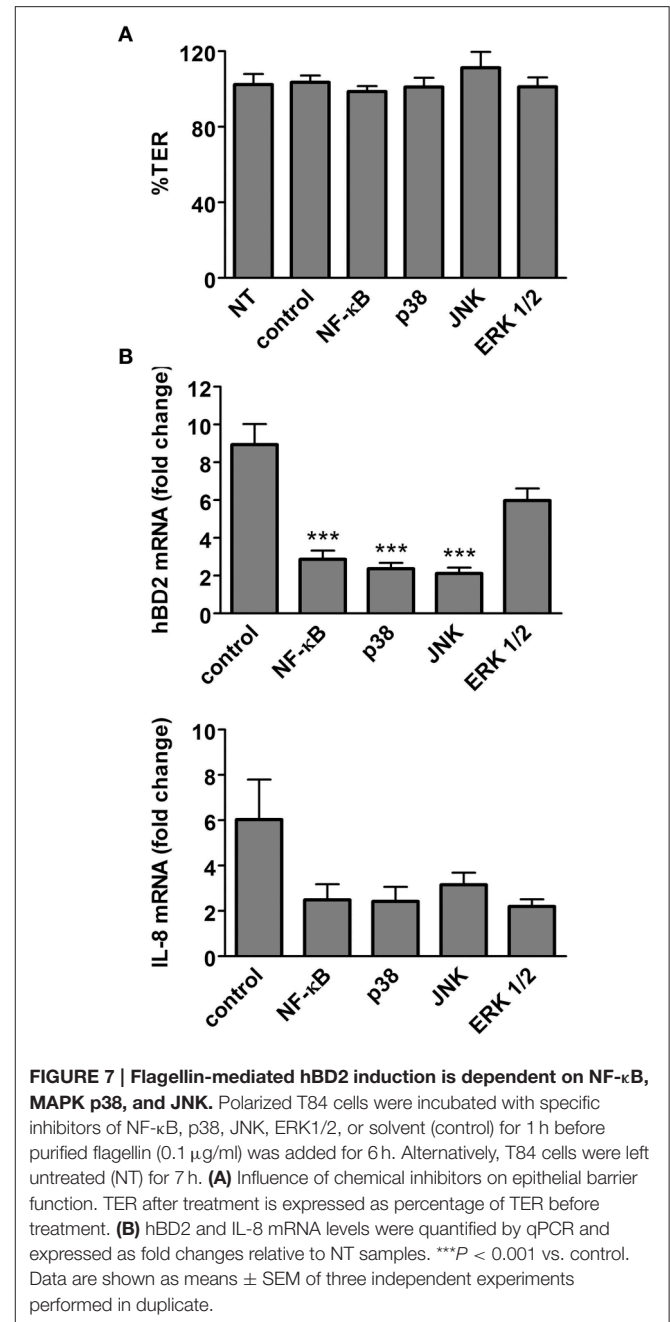 A
120
80
40
0
%TER
NT
control
NF-κB
p38
JNK
ERK 1/2
B
12
10
8
6
4
2
0
hBD2 mRNA (fold change)
***
***
***
control
NF-κB
p38
JNK
ERK 1/2
10
8
6
4
2
0
IL-8 mRNA (fold change)
control
NF-κB
p38
JNK
ERK 1/2
FIGURE 7 | Flagellin-mediated hBD2 induction is dependent on NF-κB,
MAPK p38, and JNK. Polarized T84 cells were incubated with specific
inhibitors of NF-κB, p38, JNK, ERK1/2, or solvent (control) for 1 h before
purified flagellin (0.1 μg/ml) was added for 6 h. Alternatively, T84 cells were left
untreated (NT) for 7 h. (A) Influence of chemical inhibitors on epithelial barrier
function. TER after treatment is expressed as percentage of TER before
treatment. (B) hBD2 and IL-8 mRNA levels were quantified by qPCR and
expressed as fold changes relative to NT samples. ***P < 0.001 vs. control.
Data are shown as means ± SEM of three independent experiments
performed in duplicate.